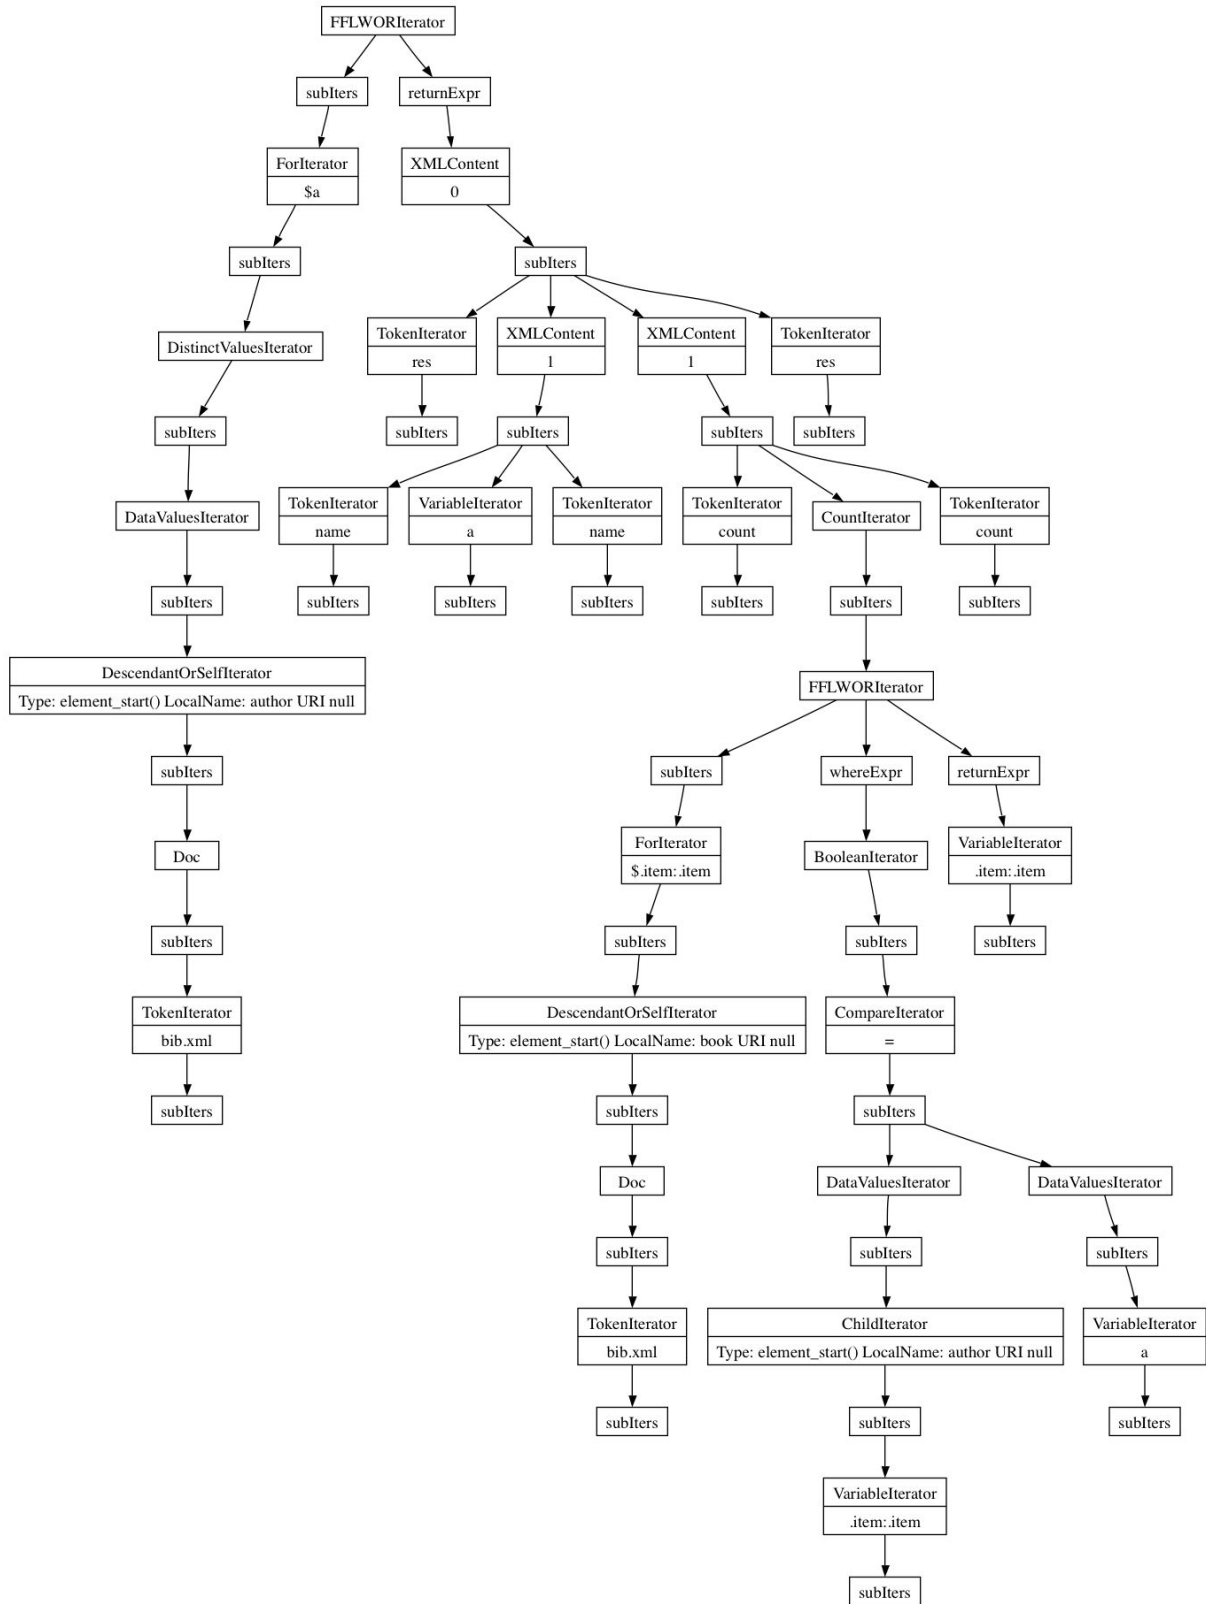 FFLWORIterator
subIters
returnExpr
ForIterator
$a
XMLContent
0
subIters
subIters
DistinctValuesIterator
TokenIterator
res
XMLContent
1
XMLContent
1
TokenIterator
res
subIters
subIters
subIters
subIters
subIters
DataValuesIterator
TokenIterator
name
VariableIterator
a
TokenIterator
name
TokenIterator
count
CountIterator
TokenIterator
count
subIters
subIters
subIters
subIters
subIters
subIters
subIters
DescendantOrSelfIterator
Type: element_start() LocalName: author URI null
FFLWORIterator
subIters
subIters
whereExpr
returnExpr
Doc
ForIterator
$.item:.item
BooleanIterator
VariableIterator
.item:.item
subIters
subIters
subIters
subIters
TokenIterator
bib.xml
DescendantOrSelfIterator
Type: element_start() LocalName: book URI null
CompareIterator
=
subIters
subIters
subIters
Doc
DataValuesIterator
DataValuesIterator
subIters
subIters
subIters
TokenIterator
bib.xml
ChildIterator
Type: element_start() LocalName: author URI null
VariableIterator
a
subIters
subIters
subIters
VariableIterator
.item:.item
subIters